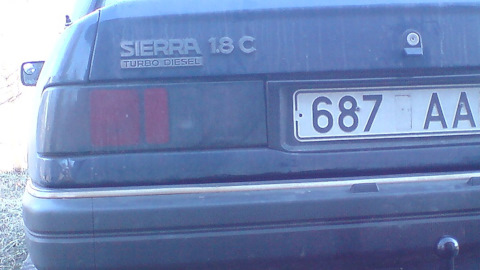 SIERRA 1.8 C
TURBO DIESEL
687 AA